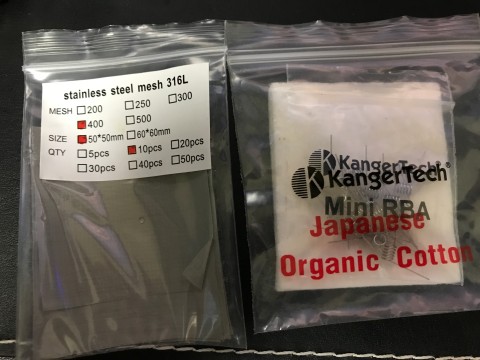 stainless steel mesh 316L
MESH 200 250 300
400 500
SIZE 50*50mm 60*60mm
QTY 5pcs 10pcs 20pcs
30pcs 40pcs 50pcs
KangerTech
KangerTech®
Mini RBA
Japanese
Organic Cotton